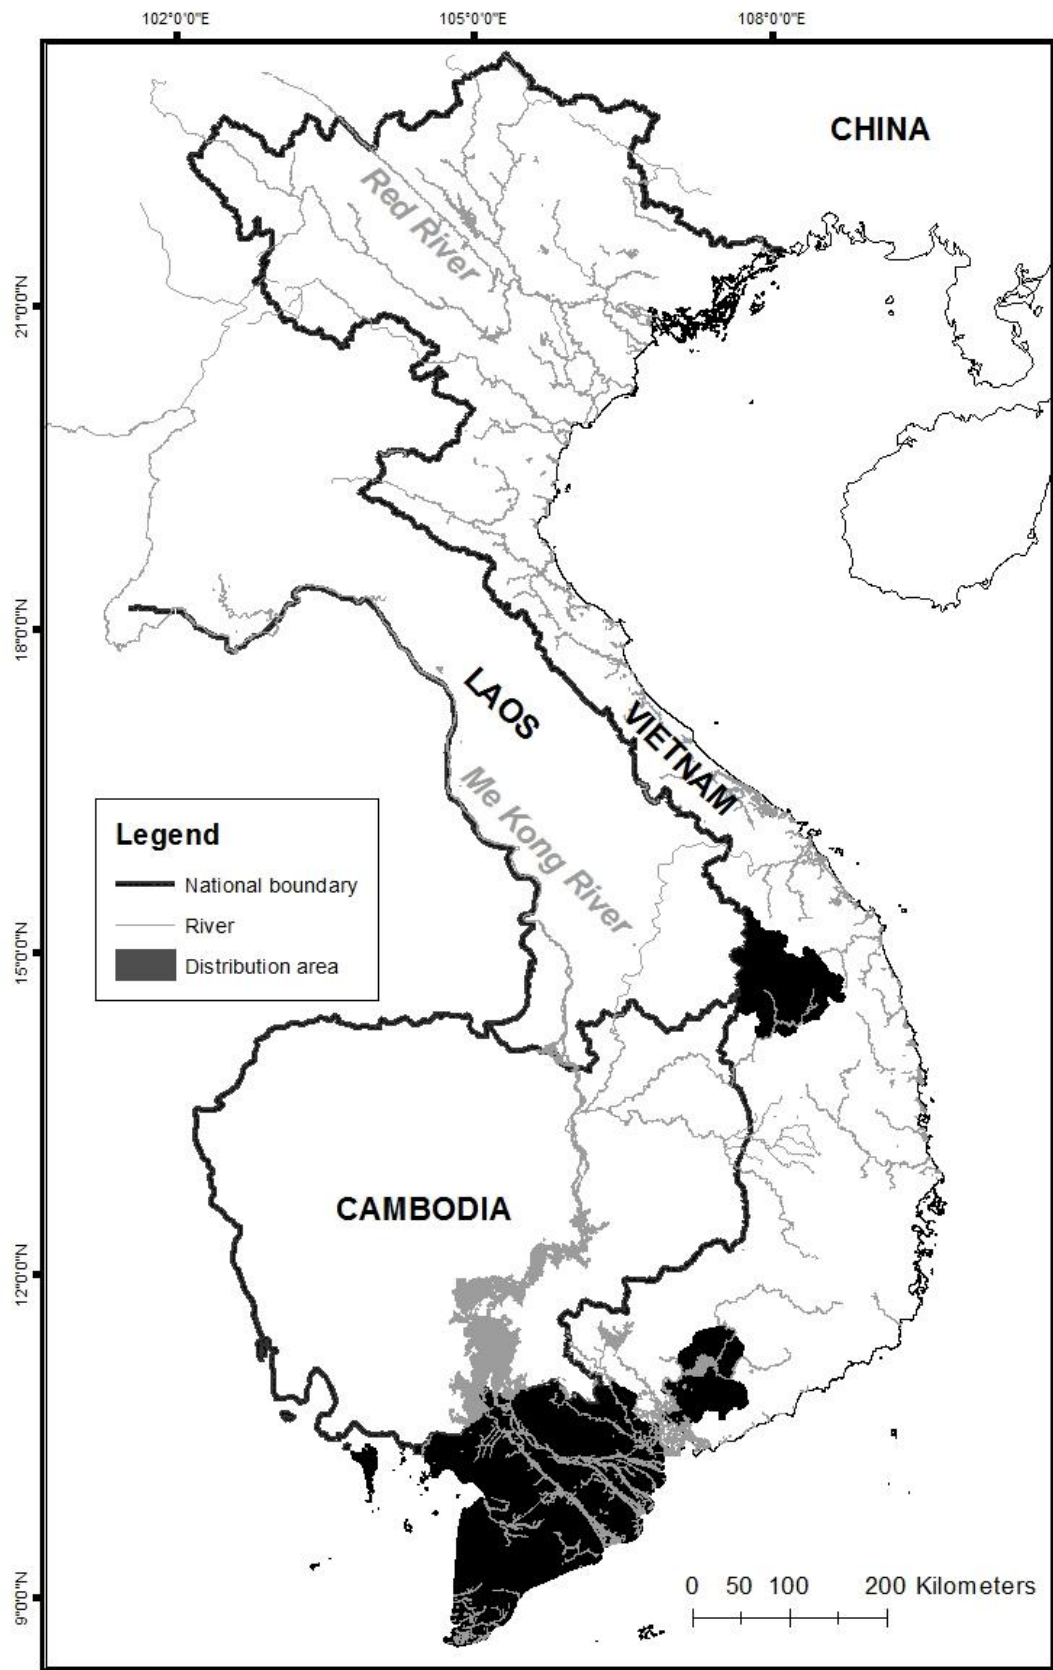 102°0'0"E
105°0'0"E
108°0'0"E
CHINA
Red River
21°0'0"N
18°0'0"N
LAOS
VIETNAM
Me Kong River
Legend
National boundary
River
Distribution area
15°0'0"N
CAMBODIA
12°0'0"N
9°0'0"N
0 50 100 200 Kilometers